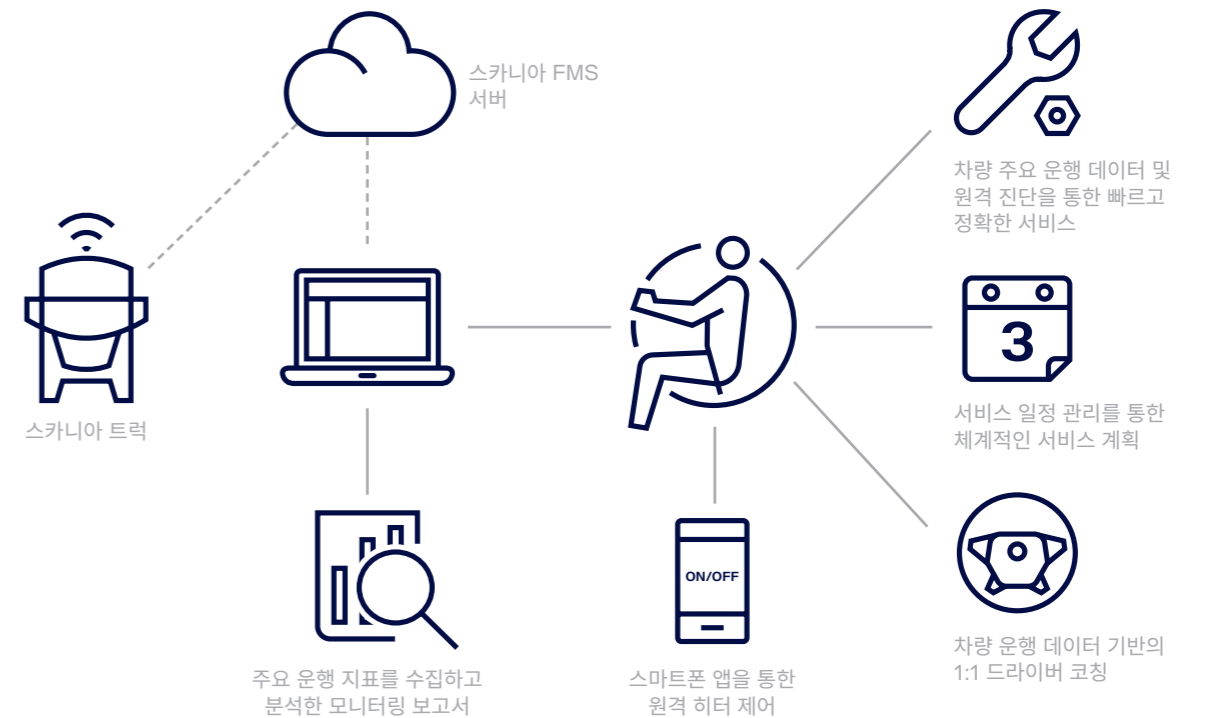 스카니아 FMS
서버
스카니아 트럭
주요 운행 지표를 수집하고
분석한 모니터링 보고서
ON/OFF
스마트폰 앱을 통한
원격 히터 제어
차량 주요 운행 데이터 및
원격 진단을 통한 빠르고
정확한 서비스
3
서비스 일정 관리를 통한
체계적인 서비스 계획
차량 운행 데이터 기반의
1:1 드라이버 코칭